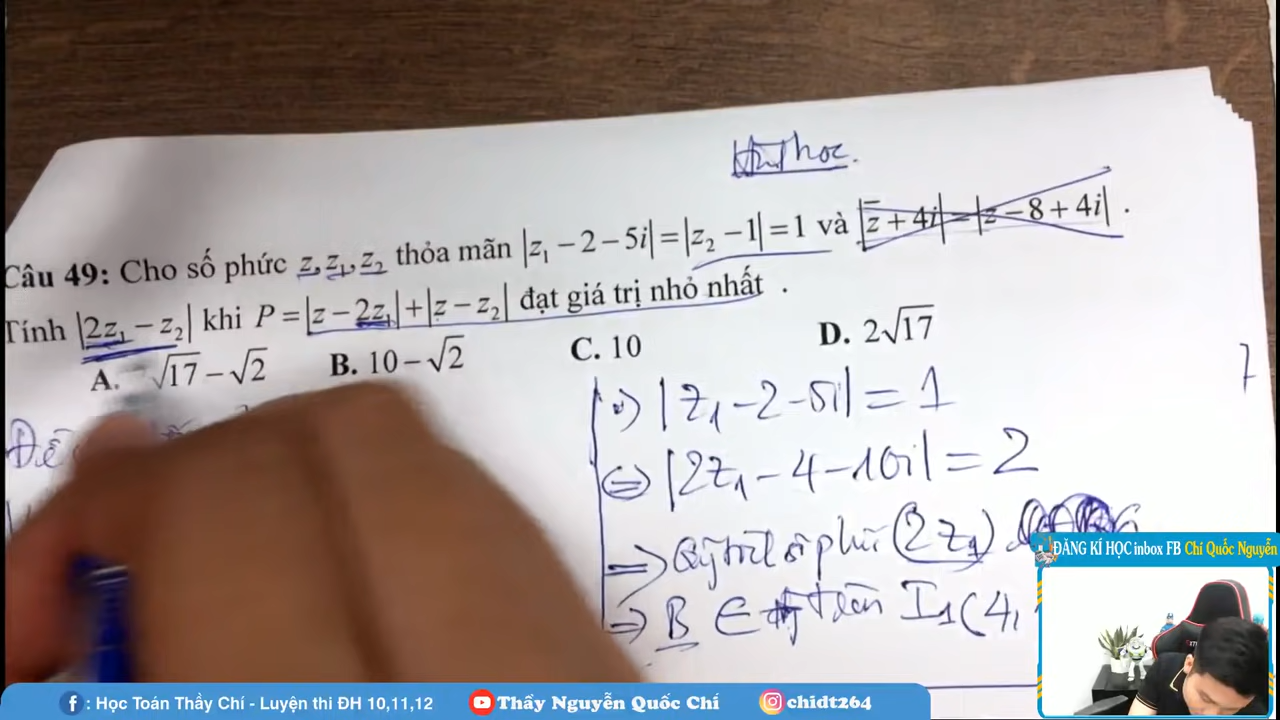 học.
Câu 49: Cho số phức z, z₁, z₂ thỏa mãn |z₁ − 2 − 5i| = |z₂ − 1| = 1 và |z̄ + 4i| = |z − 8 + 4i| .
Tính |2z₁ − z₂| khi P = |z − 2z₁| + |z − z₂| đạt giá trị nhỏ nhất .
A. √17 − √2
B. 10 − √2
C. 10
D. 2√17
|z₁ − 2 − 5i| = 1
⇔ |2z₁ − 4 − 10i| = 2
⇒ (2z₁)
⇒ B ∈ tròn I₁(4,
7
ĐĂNG KÍ HỌC inbox FB Chí Quốc Nguyễn
: Học Toán Thầy Chí - Luyện thi ĐH 10,11,12
Thầy Nguyễn Quốc Chí
chidt264